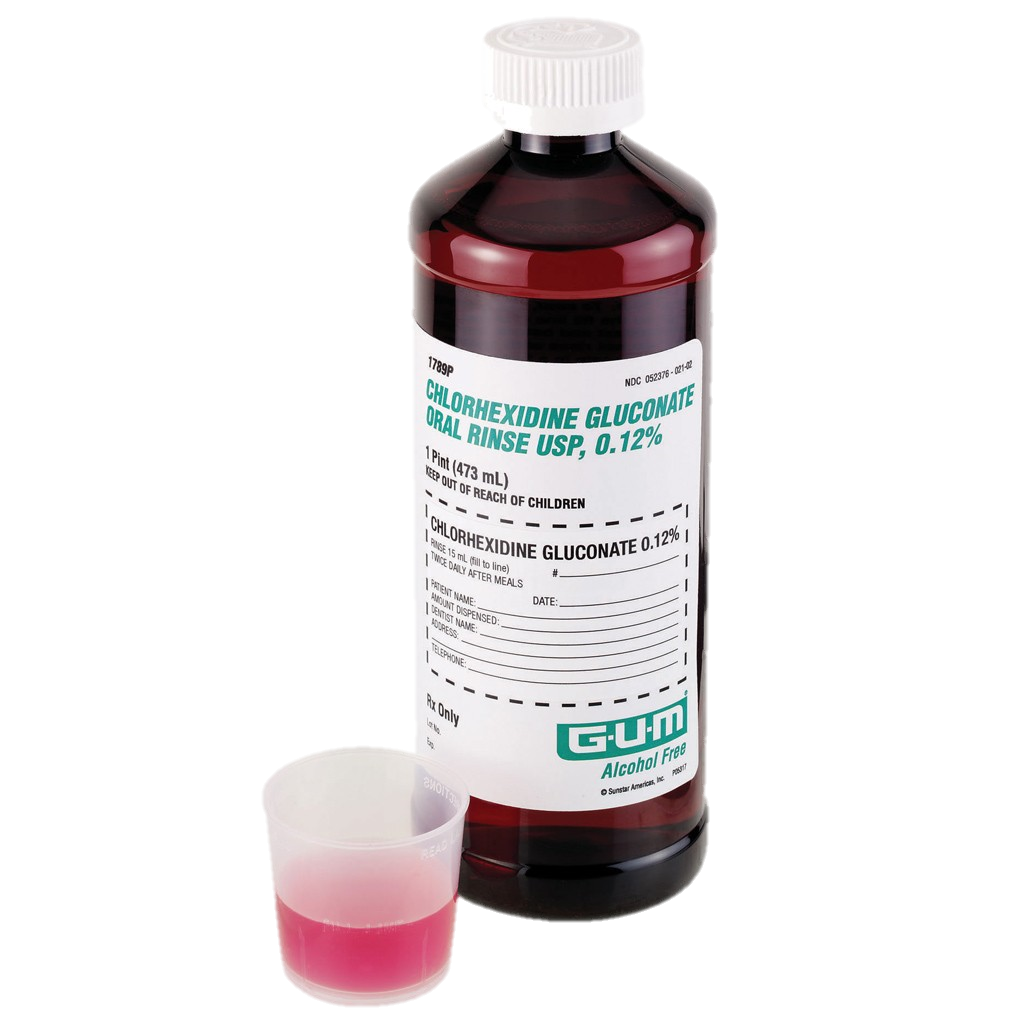 1789P
NDC 052376 - 021-02
CHLORHEXIDINE GLUCONATE
ORAL RINSE USP, 0.12%
1 Pint (473 mL)
KEEP OUT OF REACH OF CHILDREN
CHLORHEXIDINE GLUCONATE 0.12%
RINSE 15 mL (fill to line)
TWICE DAILY AFTER MEALS
#
PATIENT NAME: DATE:
AMOUNT DISPENSED:
DENTIST NAME:
ADDRESS:
TELEPHONE:
Rx Only
Lot No.
Exp.
G·U·M®
Alcohol Free
© Sunstar Americas, Inc. P05317